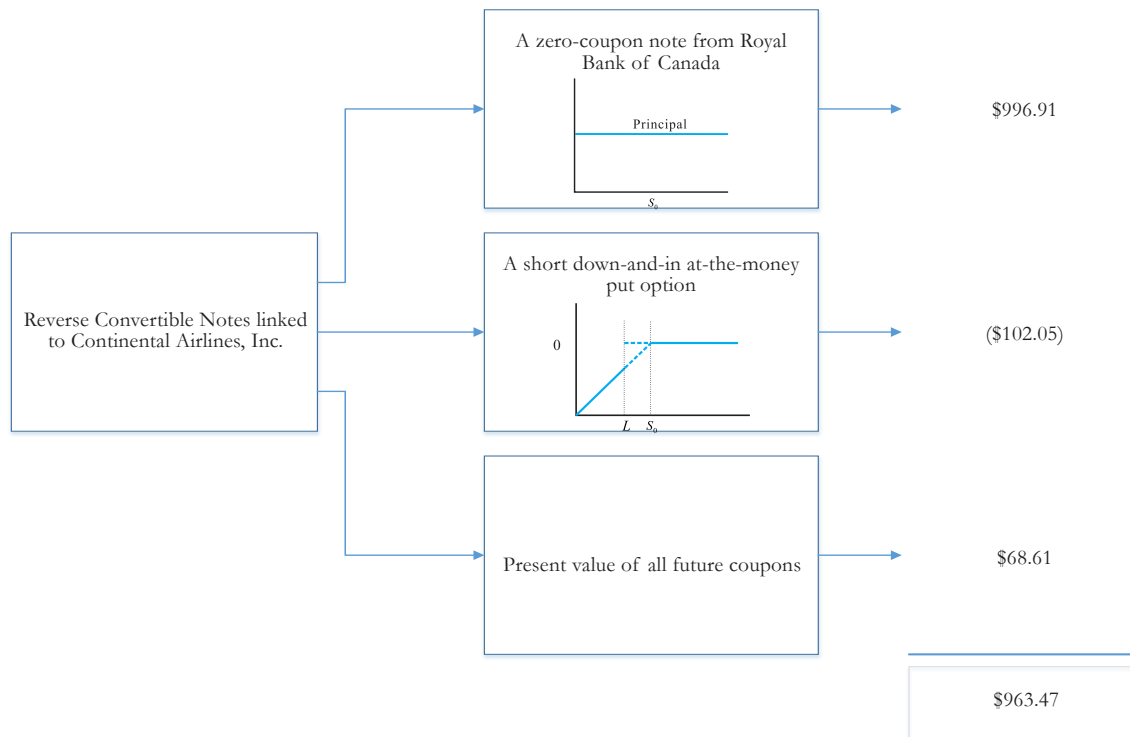 A zero-coupon note from Royal
Bank of Canada
Principal
S₀
$996.91
Reverse Convertible Notes linked
to Continental Airlines, Inc.
A short down-and-in at-the-money
put option
0
L S₀
($102.05)
Present value of all future coupons
$68.61
$963.47